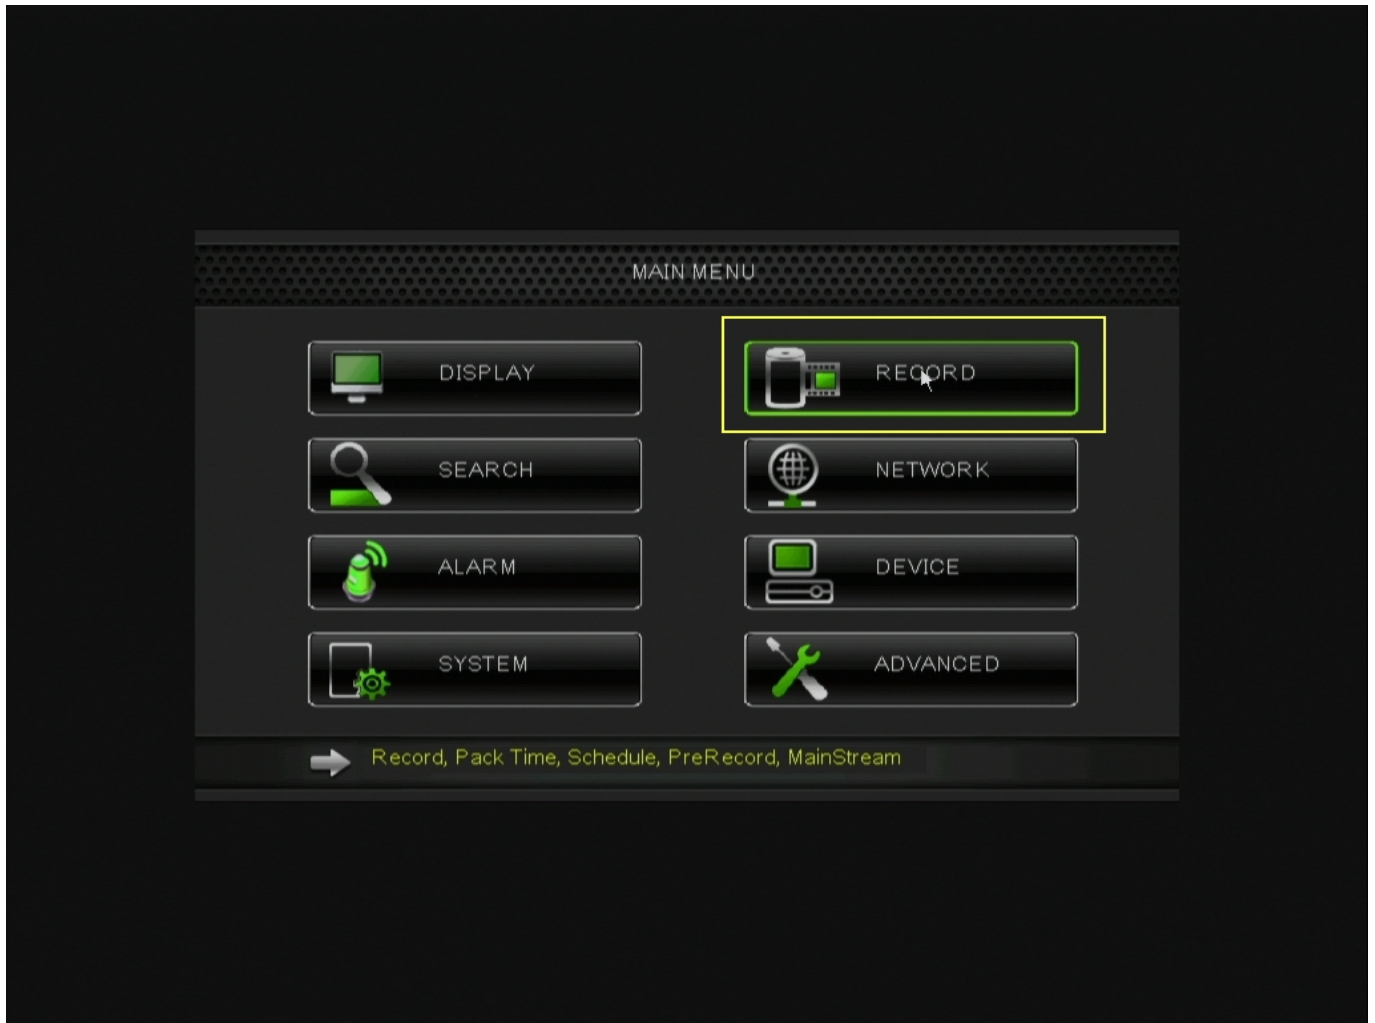 MAIN MENU
DISPLAY
RECORD
SEARCH
NETWORK
ALARM
DEVICE
SYSTEM
ADVANCED
Record, Pack Time, Schedule, PreRecord, MainStream